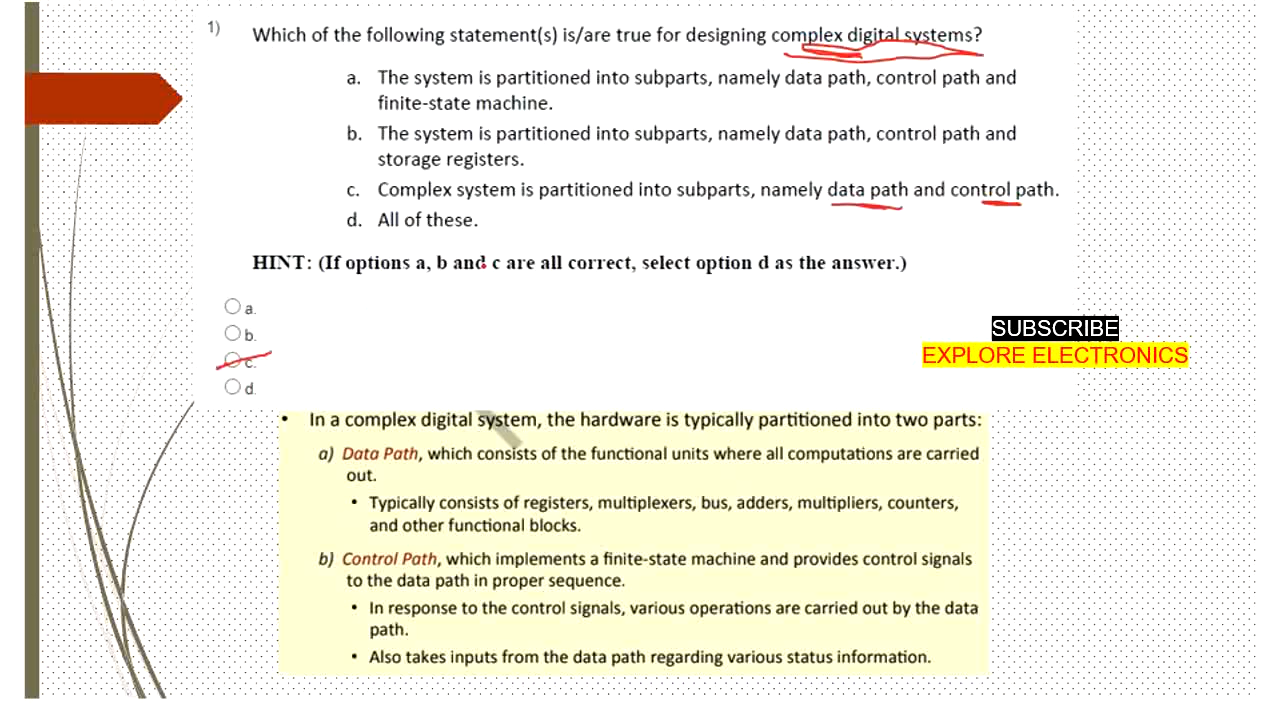 1)
Which of the following statement(s) is/are true for designing complex digital systems?
a. The system is partitioned into subparts, namely data path, control path and
finite-state machine.
b. The system is partitioned into subparts, namely data path, control path and
storage registers.
c. Complex system is partitioned into subparts, namely data path and control path.
d. All of these.
HINT: (If options a, b and c are all correct, select option d as the answer.)
a.
b.
c.
d.
SUBSCRIBE
EXPLORE ELECTRONICS
• In a complex digital system, the hardware is typically partitioned into two parts:
a) Data Path, which consists of the functional units where all computations are carried
out.
• Typically consists of registers, multiplexers, bus, adders, multipliers, counters,
and other functional blocks.
b) Control Path, which implements a finite-state machine and provides control signals
to the data path in proper sequence.
• In response to the control signals, various operations are carried out by the data
path.
• Also takes inputs from the data path regarding various status information.